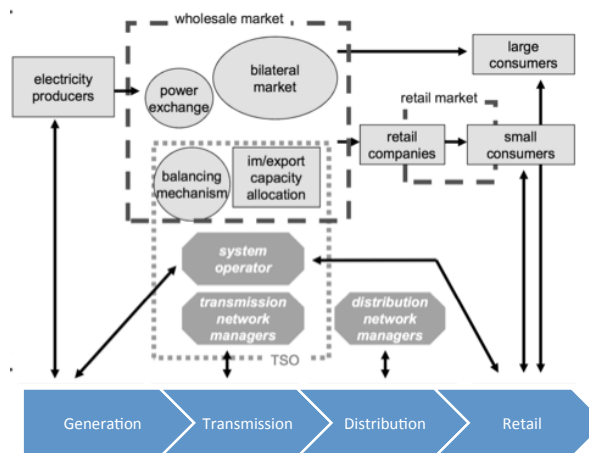 wholesale market
electricity
producers
power
exchange
bilateral
market
large
consumers
retail market
retail
companies
small
consumers
balancing
mechanism
im/export
capacity
allocation
system
operator
transmission
network
managers
distribution
network
managers
TSO
Generation
Transmission
Distribution
Retail